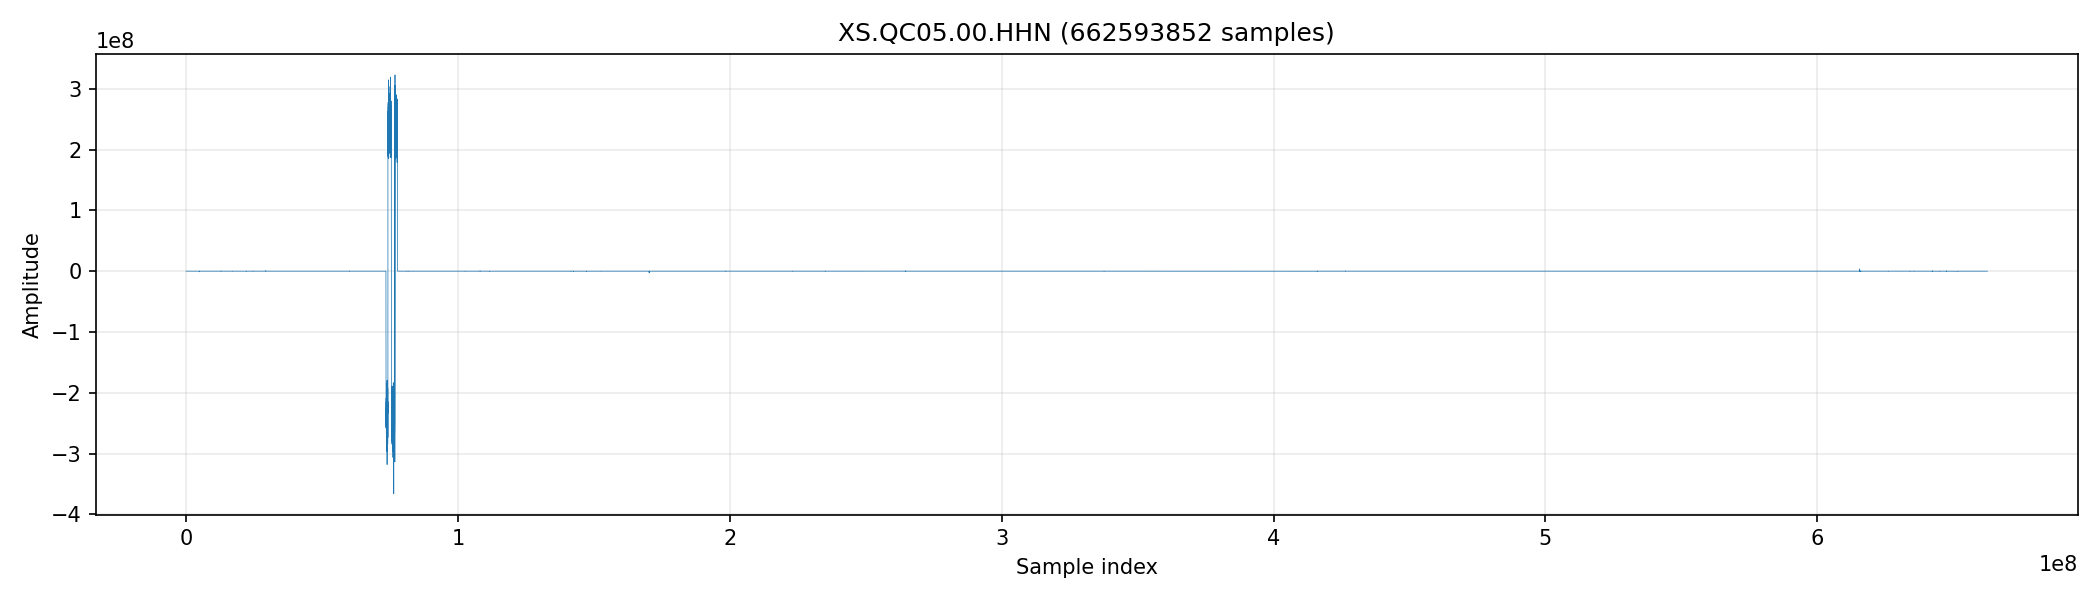 XS.QC05.00.HHN (662593852 samples)
1e8
3
2
1
0
−1
−2
−3
−4
Amplitude
0 1 2 3 4 5 6
1e8
Sample index